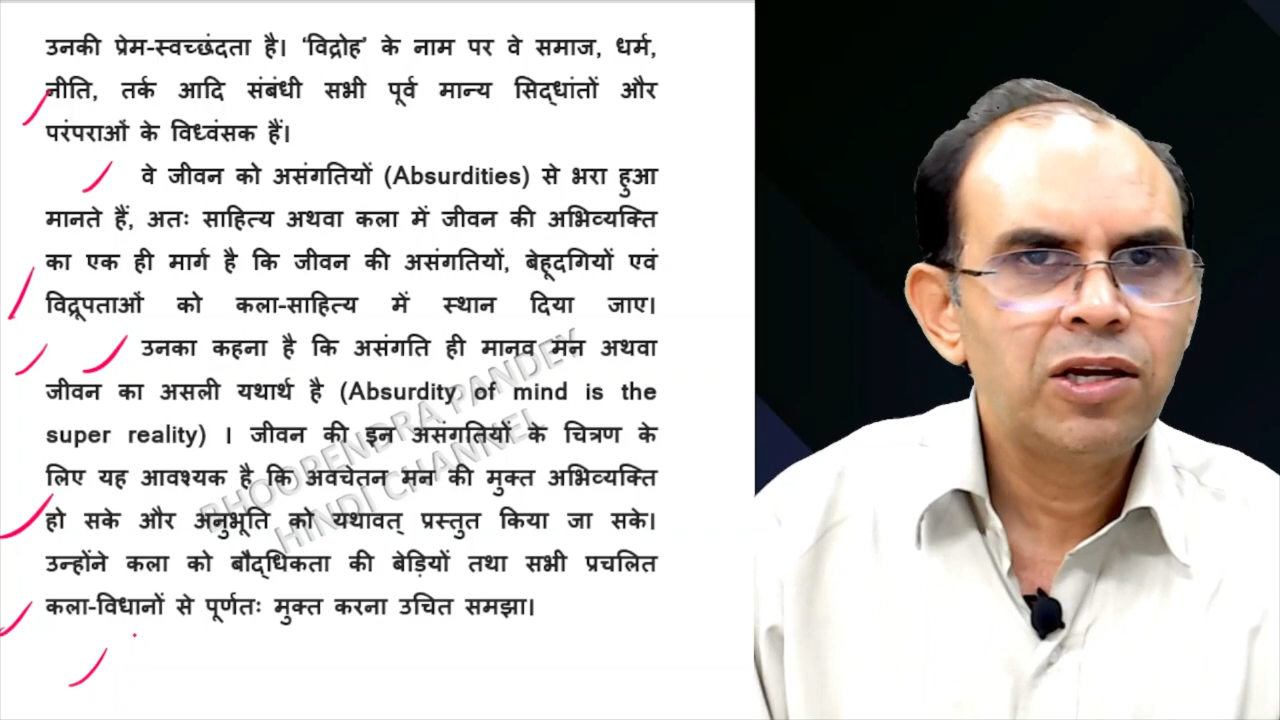 उनकी प्रेम-स्वच्छंदता है। ‘विद्रोह’ के नाम पर वे समाज, धर्म,
नीति, तर्क आदि संबंधी सभी पूर्व मान्य सिद्धांतों और
परंपराओं के विध्वंसक हैं।
वे जीवन को असंगतियों (Absurdities) से भरा हुआ
मानते हैं, अतः साहित्य अथवा कला में जीवन की अभिव्यक्ति
का एक ही मार्ग है कि जीवन की असंगतियों, बेहूदगियों एवं
विद्रूपताओं को कला-साहित्य में स्थान दिया जाए।
उनका कहना है कि असंगति ही मानव मन अथवा
जीवन का असली यथार्थ है (Absurdity of mind is the
super reality) । जीवन की इन असंगतियों के चित्रण के
लिए यह आवश्यक है कि अवचेतन मन की मुक्त अभिव्यक्ति
हो सके और अनुभूति को यथावत् प्रस्तुत किया जा सके।
उन्होंने कला को बौद्धिकता की बेड़ियों तथा सभी प्रचलित
कला-विधानों से पूर्णतः मुक्त करना उचित समझा।
BHOOPENDRA PANDEY
HINDI CHANNEL